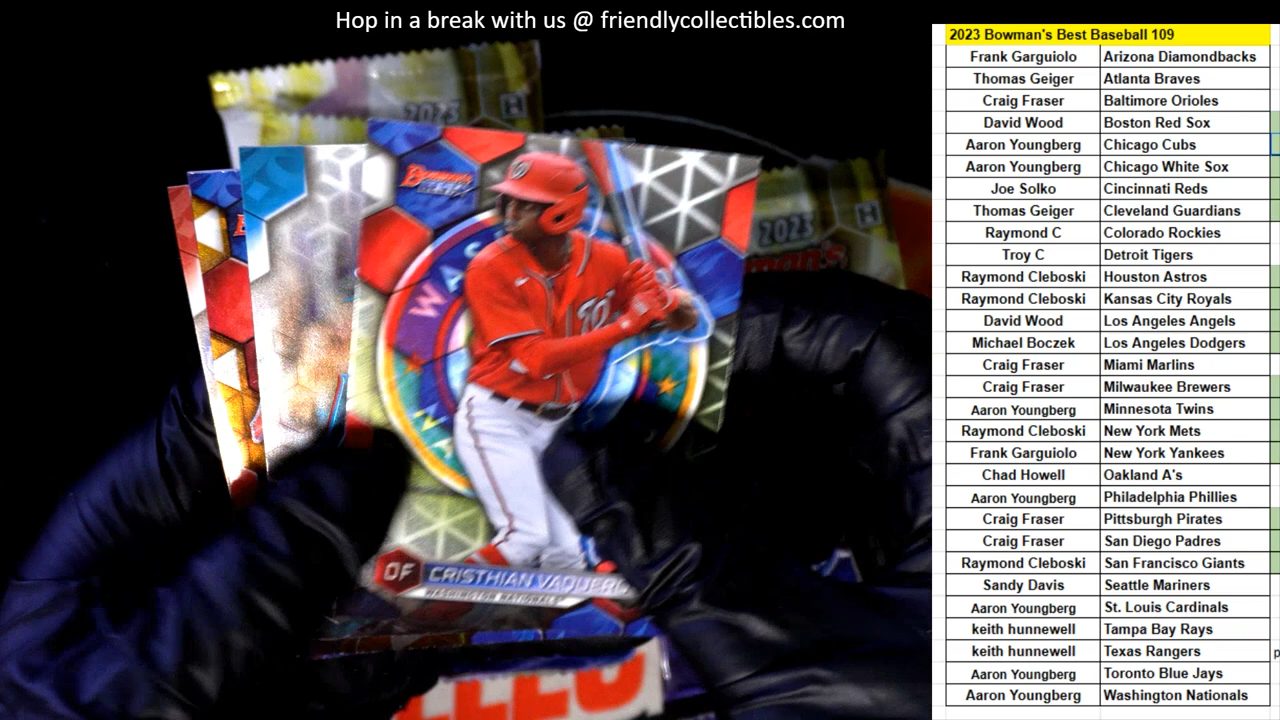 Hop in a break with us @ friendlycollectibles.com
2023 Bowman's Best Baseball 109
Frank Garguiolo Arizona Diamondbacks
Thomas Geiger Atlanta Braves
Craig Fraser Baltimore Orioles
David Wood Boston Red Sox
Aaron Youngberg Chicago Cubs
Aaron Youngberg Chicago White Sox
Joe Solko Cincinnati Reds
Thomas Geiger Cleveland Guardians
Raymond C Colorado Rockies
Troy C Detroit Tigers
Raymond Cleboski Houston Astros
Raymond Cleboski Kansas City Royals
David Wood Los Angeles Angels
Michael Boczek Los Angeles Dodgers
Craig Fraser Miami Marlins
Craig Fraser Milwaukee Brewers
Aaron Youngberg Minnesota Twins
Raymond Cleboski New York Mets
Frank Garguiolo New York Yankees
Chad Howell Oakland A's
Aaron Youngberg Philadelphia Phillies
Craig Fraser Pittsburgh Pirates
Craig Fraser San Diego Padres
Raymond Cleboski San Francisco Giants
Sandy Davis Seattle Mariners
Aaron Youngberg St. Louis Cardinals
keith hunnewell Tampa Bay Rays
keith hunnewell Texas Rangers
p
Aaron Youngberg Toronto Blue Jays
Aaron Youngberg Washington Nationals
2023
H
Bowman's
Best
W
WAS
2023
H
OF CRISTHIAN VAQUERO
WASHINGTON NATIONALS